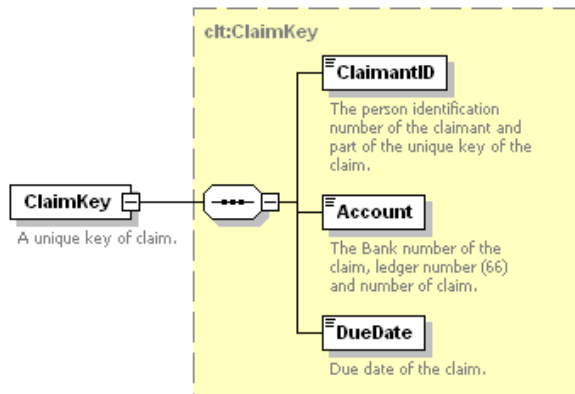 clt:ClaimKey
ClaimantID
The person identification
number of the claimant and
part of the unique key of the
claim.
ClaimKey
A unique key of claim.
Account
The Bank number of the
claim, ledger number (66)
and number of claim.
DueDate
Due date of the claim.